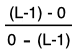 (L-1) - 0
0 - (L-1)